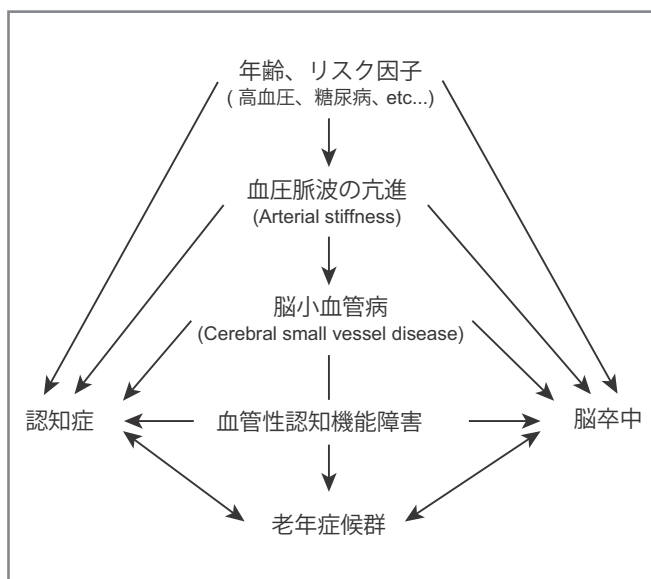 年齢、リスク因子
( 高血圧、糖尿病、etc...)
血圧脈波の亢進
(Arterial stiffness)
脳小血管病
(Cerebral small vessel disease)
認知症
血管性認知機能障害
脳卒中
老年症候群